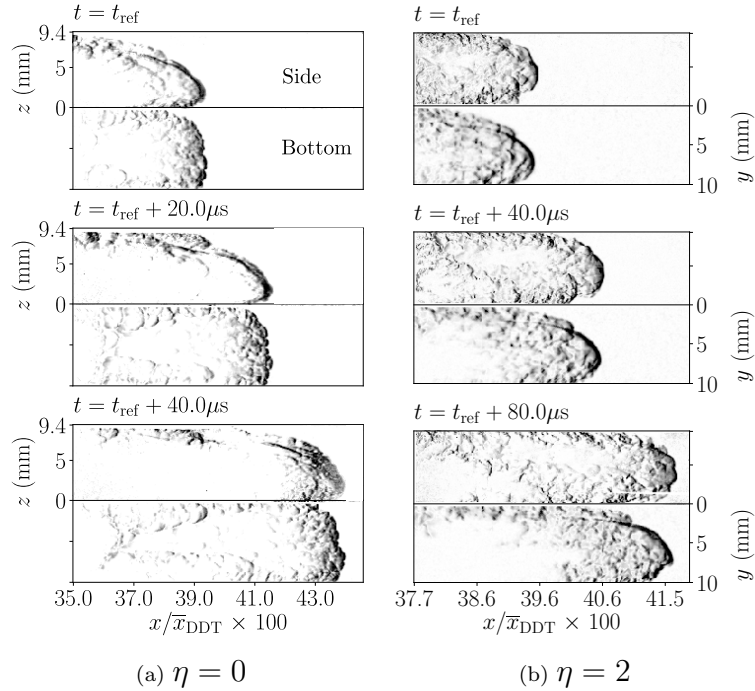 t = t_ref
9.4
5
0
z (mm)
Side
Bottom
t = t_ref + 20.0μs
9.4
5
0
z (mm)
t = t_ref + 40.0μs
9.4
5
0
z (mm)
35.0 37.0 39.0 41.0 43.0
x/x̅_DDT × 100
(a) η = 0
t = t_ref
0
5
10
y (mm)
t = t_ref + 40.0μs
0
5
10
y (mm)
t = t_ref + 80.0μs
0
5
10
y (mm)
37.7 38.6 39.6 40.6 41.5
x/x̅_DDT × 100
(b) η = 2